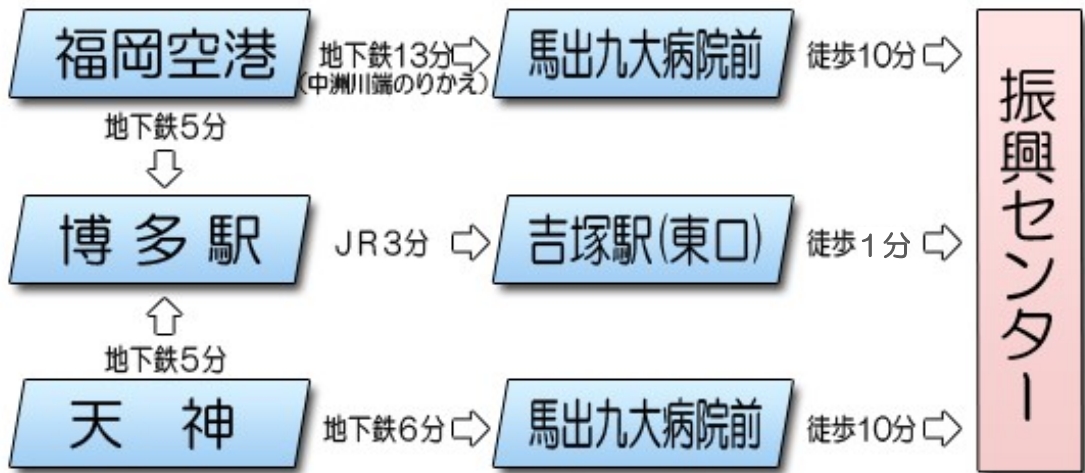 福岡空港
地下鉄13分
(中洲川端のりかえ)
馬出九大病院前
徒歩10分
地下鉄5分
博多駅
JR3分
吉塚駅(東口)
徒歩1分
地下鉄5分
天神
地下鉄6分
馬出九大病院前
徒歩10分
振興センター